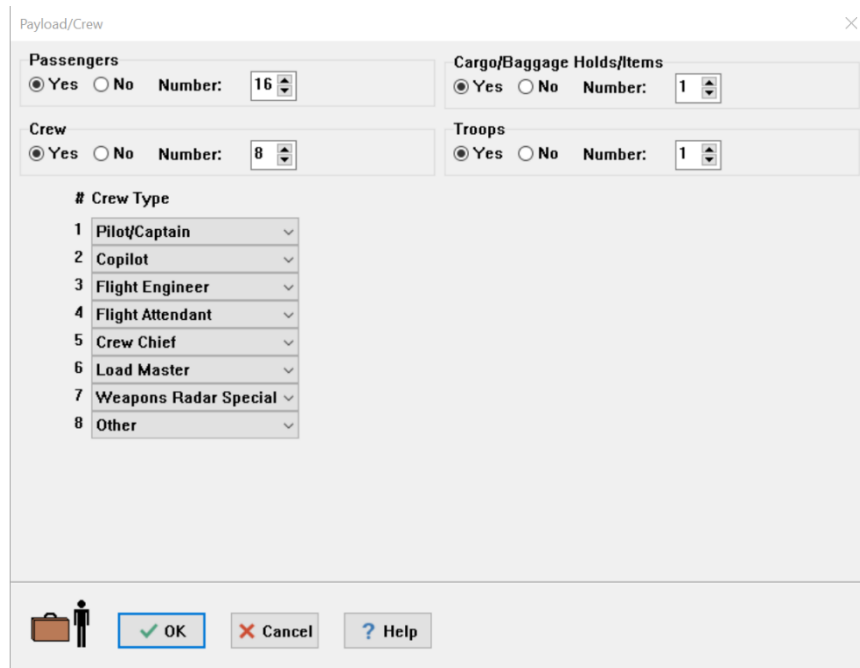 Payload/Crew
Passengers
Yes No Number: 16
Cargo/Baggage Holds/Items
Yes No Number: 1
Crew
Yes No Number: 8
Troops
Yes No Number: 1
# Crew Type
1 Pilot/Captain
2 Copilot
3 Flight Engineer
4 Flight Attendant
5 Crew Chief
6 Load Master
7 Weapons Radar Special
8 Other
OK Cancel ? Help